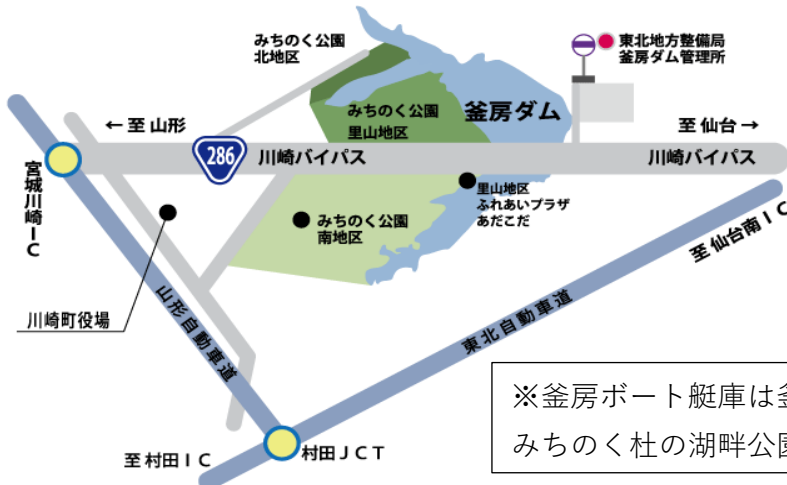 みちのく公園
北地区
東北地方整備局
釜房ダム管理所
みちのく公園
里山地区
釜房ダム
←至 山形
至 仙台→
286
川崎バイパス
川崎バイパス
宮城川崎IC
里山地区
ふれあいプラザ
あだこだ
みちのく公園
南地区
至 仙台南IC
川崎町役場
山形自動車道
東北自動車道
※釜房ボート艇庫は釜
みちのく杜の湖畔公園
至 村田IC
村田JCT